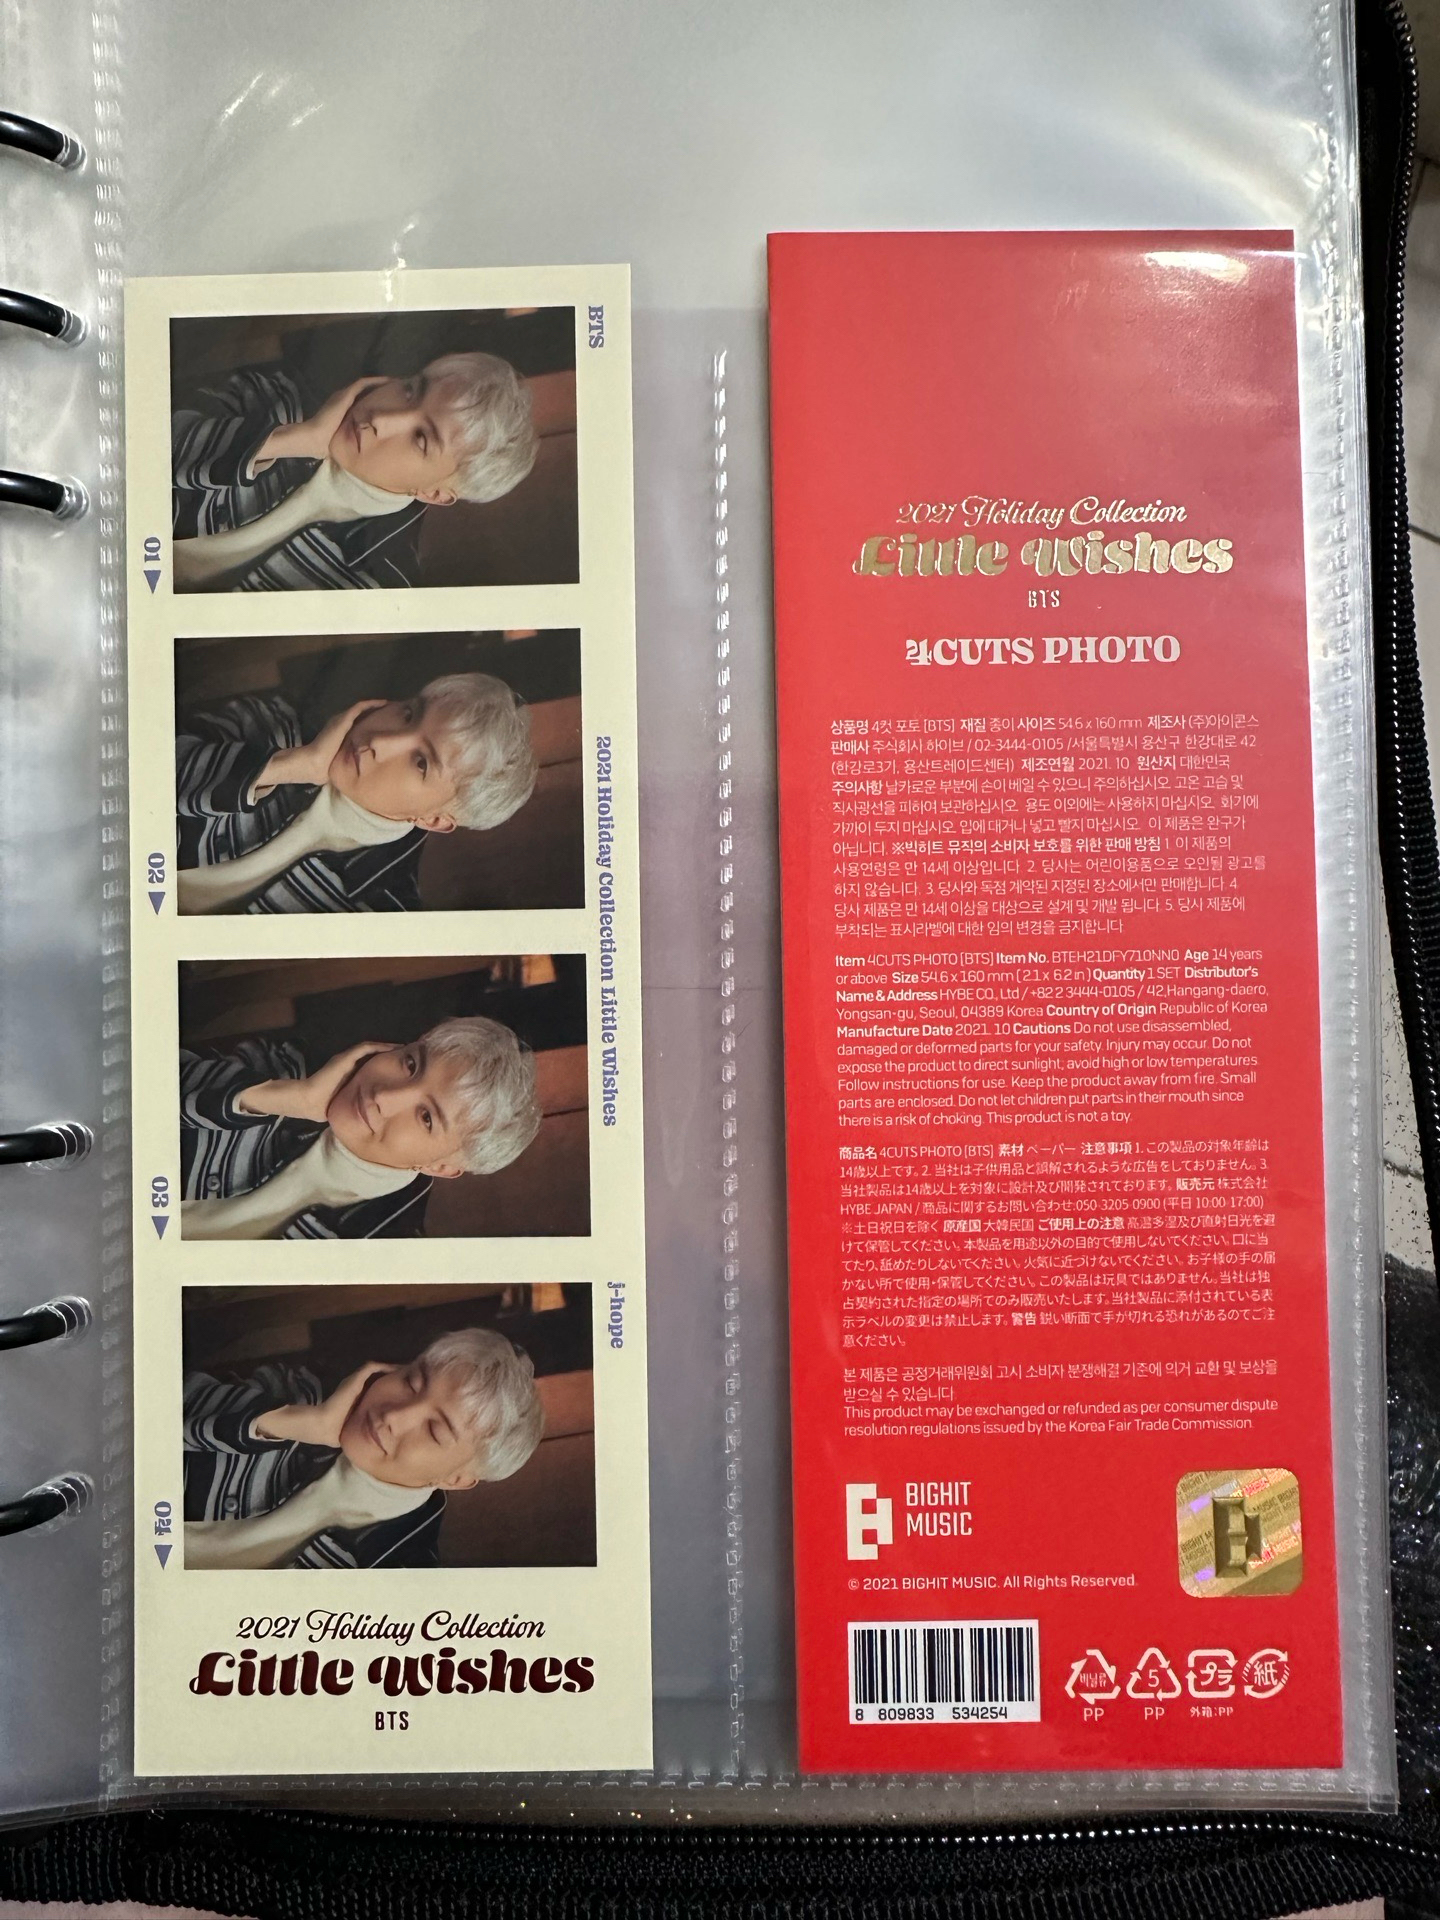 BTS
01
02
2021 Holiday Collection Little Wishes
03
j-hope
04
2021 Holiday Collection
Little Wishes
BTS
2021 Holiday Collection
Little Wishes
BTS
4CUTS PHOTO
상품명 4컷 포토 [BTS] 재질 종이 사이즈 54.6 x 160 mm 제조사 (주)아이콘스
판매사 주식회사 하이브 / 02-3444-0105 /서울특별시 용산구 한강대로 42
(한강로3가, 용산트레이드센터) 제조연월 2021. 10 원산지 대한민국
주의사항 날카로운 부분에 손이 베일 수 있으니 주의하십시오. 고온 고습 및
직사광선을 피하여 보관하십시오. 용도 이외에는 사용하지 마십시오. 화기에
가까이 두지 마십시오. 입에 대거나 넣고 빨지 마십시오. 이 제품은 완구가
아닙니다. ※빅히트 뮤직의 소비자 보호를 위한 판매 방침 1. 이 제품의
사용연령은 만 14세 이상입니다. 2. 당사는 어린이용품으로 오인될 광고를
하지 않습니다. 3. 당사와 독점 계약된 지정된 장소에서만 판매합니다. 4.
당사 제품은 만 14세 이상을 대상으로 설계 및 개발 됩니다. 5. 당시 제품에
부착되는 표시라벨에 대한 임의 변경을 금지합니다.
Item 4CUTS PHOTO [BTS] Item No. BTEH21DFY710NN0 Age 14 years
or above Size 54.6 x 160 mm ( 2.1 x 6.2 in ) Quantity 1 SET Distributor's
Name & Address HYBE CO., Ltd / +82 2 3444-0105 / 42, Hangang-daero,
Yongsan-gu, Seoul, 04389 Korea Country of Origin Republic of Korea
Manufacture Date 2021. 10 Cautions Do not use disassembled,
damaged or deformed parts for your safety. Injury may occur. Do not
expose the product to direct sunlight; avoid high or low temperatures.
Follow instructions for use. Keep the product away from fire. Small
parts are enclosed. Do not let children put parts in their mouth since
there is a risk of choking. This product is not a toy.
商品名 4CUTS PHOTO [BTS] 素材 ペーパー 注意事項 1. この製品の対象年齢は
14歳以上です。2. 当社は子供用品と誤解されるような広告をしておりません。3.
当社製品は14歳以上を対象に設計及び開発されております。販売元 株式会社
HYBE JAPAN / 商品に関するお問い合わせ:050-3205-0900 (平日 10:00-17:00)
※土日祝日を除く 原産国 大韓民国 ご使用上の注意 高温多湿及び直射日光を避
けて保管してください。本製品を用途以外の目的で使用しないでください。口に当
てたり、舐めたりしないでください。火気に近づけないでください。お子様の手の届
かない所で使用・保管してください。この製品は玩具ではありません。当社は独
占契約された指定の場所でのみ販売いたします。当社製品に添付されている表
示ラベルの変更は禁止します。警告 鋭い断面で手が切れる恐れがあるのでご注
意ください。
본 제품은 공정거래위원회 고시 소비자 분쟁해결 기준에 의거 교환 및 보상을
받으실 수 있습니다.
This product may be exchanged or refunded as per consumer dispute
resolution regulations issued by the Korea Fair Trade Commission.
BIGHIT
MUSIC
© 2021 BIGHIT MUSIC. All Rights Reserved.
8 809833 534254
비닐류
PP
5
PP
プラ
外箱:PP
紙